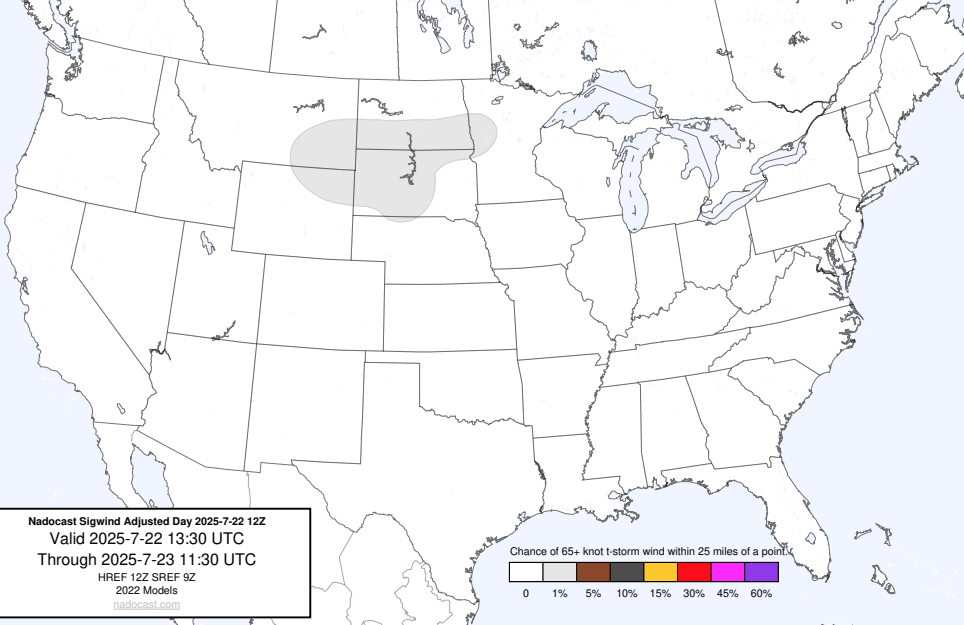 Nadocast Sigwind Adjusted Day 2025-7-22 12Z
Valid 2025-7-22 13:30 UTC
Through 2025-7-23 11:30 UTC
HREF 12Z SREF 9Z
2022 Models
nadocast.com
Chance of 65+ knot t-storm wind within 25 miles of a point.
0 1% 5% 10% 15% 30% 45% 60%